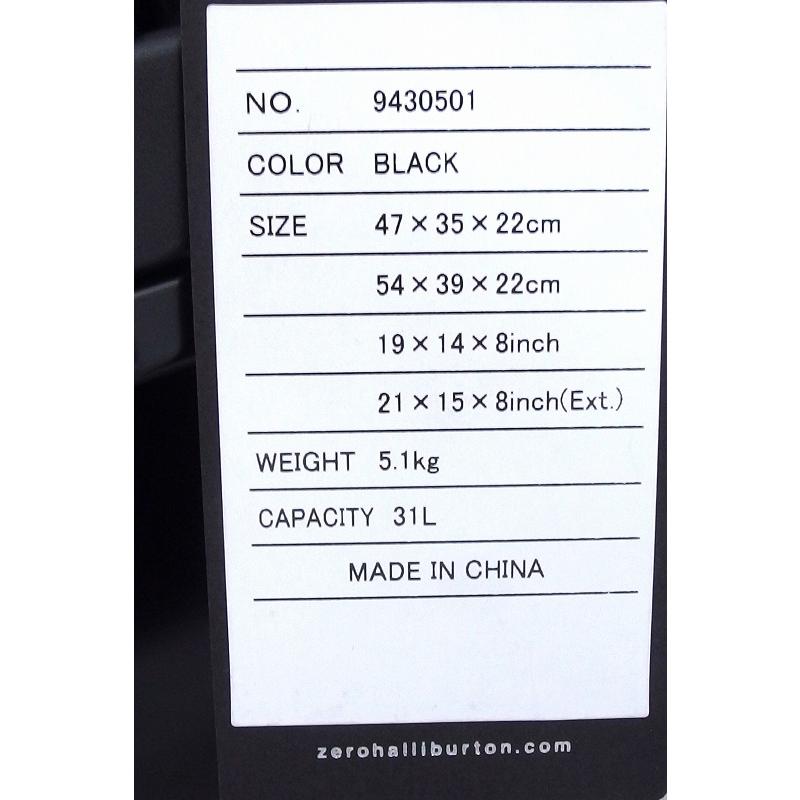 NO. 9430501
COLOR BLACK
SIZE 47×35×22cm
54×39×22cm
19×14×8inch
21×15×8inch(Ext.)
WEIGHT 5.1kg
CAPACITY 31L
MADE IN CHINA
zerohalliburton.com